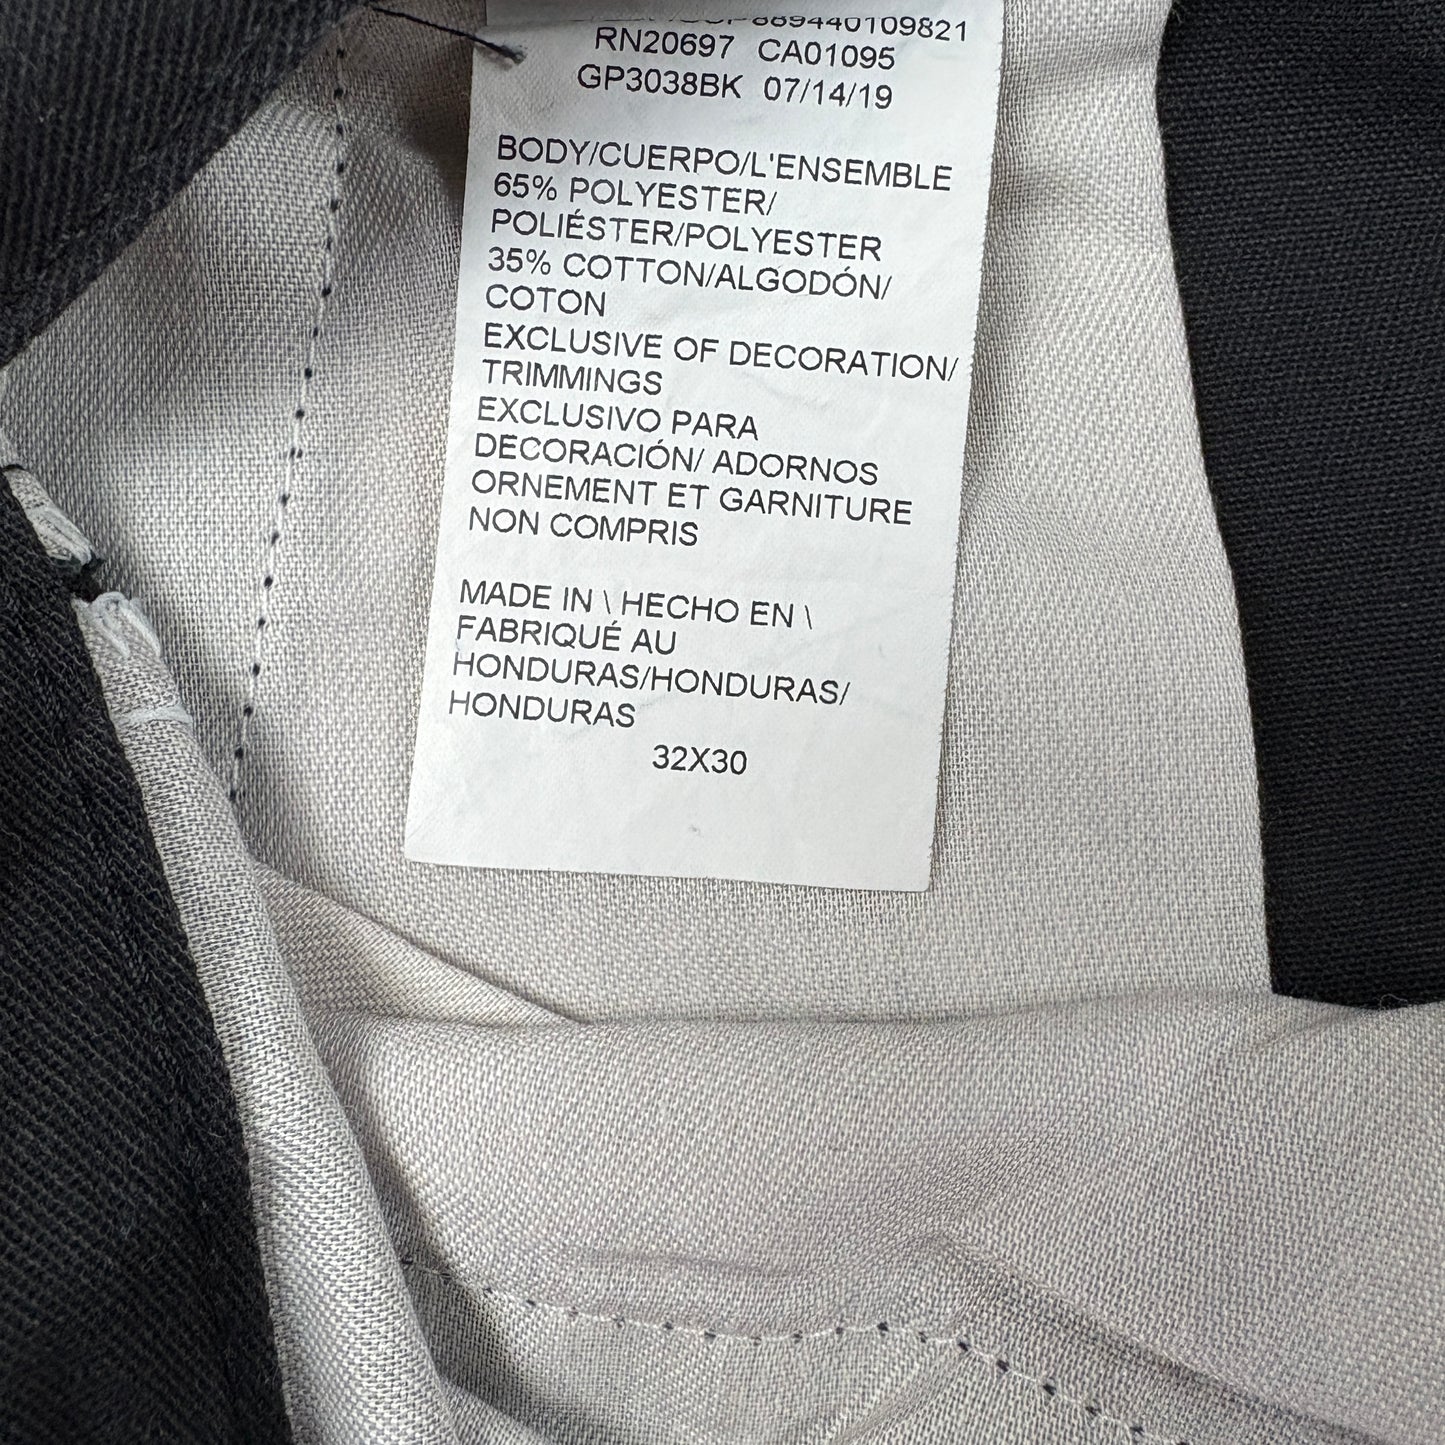 889440109821
RN20697 CA01095
GP3038BK 07/14/19
BODY/CUERPO/L'ENSEMBLE
65% POLYESTER/
POLIÉSTER/POLYESTER
35% COTTON/ALGODÓN/
COTON
EXCLUSIVE OF DECORATION/
TRIMMINGS
EXCLUSIVO PARA
DECORACIÓN/ ADORNOS
ORNEMENT ET GARNITURE
NON COMPRIS
MADE IN \ HECHO EN \
FABRIQUÉ AU
HONDURAS/HONDURAS/
HONDURAS
32X30